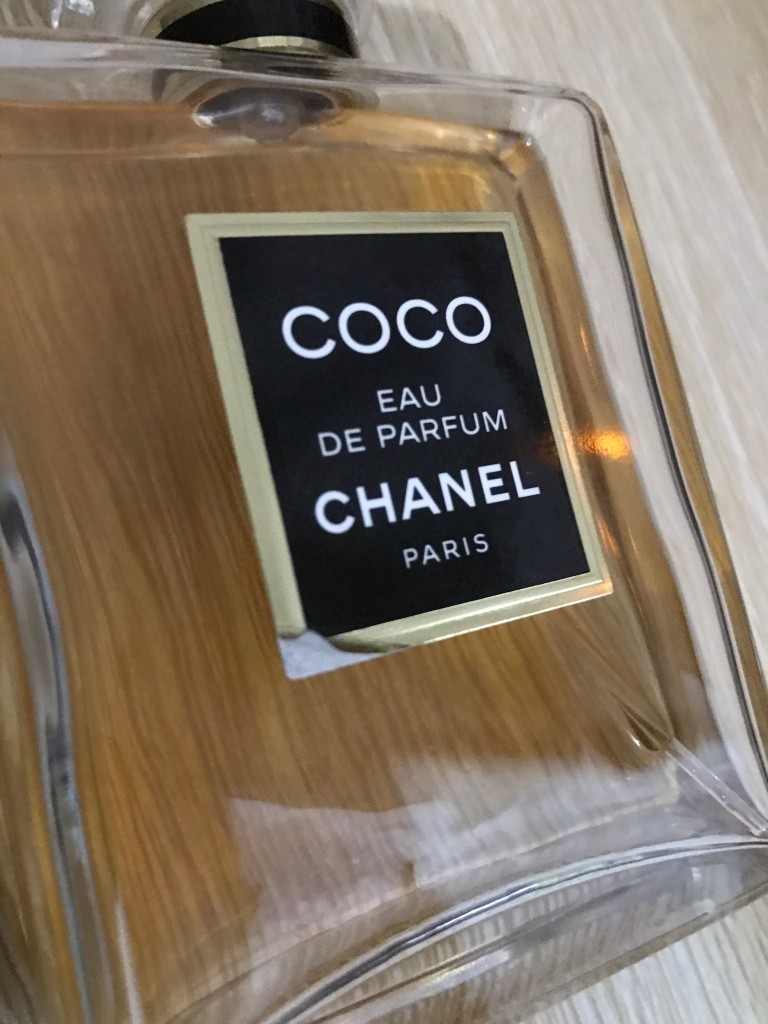 COCO
EAU
DE PARFUM
CHANEL
PARIS